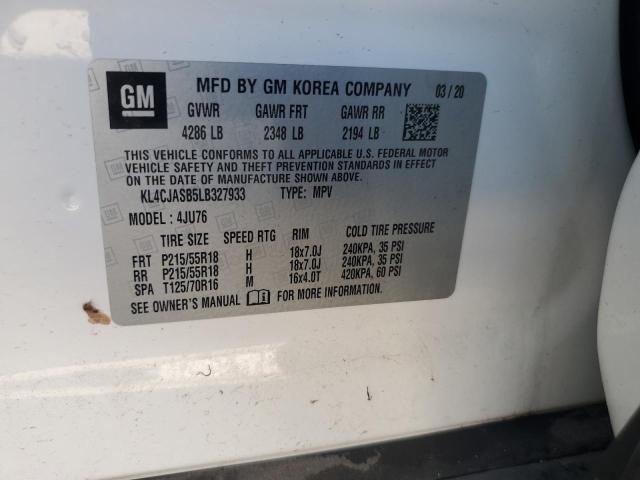 GM
MFD BY GM KOREA COMPANY 03/20
GVWR GAWR FRT GAWR RR
4286 LB 2348 LB 2194 LB
THIS VEHICLE CONFORMS TO ALL APPLICABLE U.S. FEDERAL MOTOR
VEHICLE SAFETY AND THEFT PREVENTION STANDARDS IN EFFECT ON
THE DATE OF MANUFACTURE SHOWN ABOVE.
KL4CJASB5LB327933 TYPE: MPV
MODEL: 4JU76
TIRE SIZE SPEED RTG RIM COLD TIRE PRESSURE
FRT P215/55R18 H 18x7.0J 240KPA, 35 PSI
RR P215/55R18 H 18x7.0J 240KPA, 35 PSI
SPA T125/70R16 M 16x4.0T 420KPA, 60 PSI
SEE OWNER'S MANUAL FOR MORE INFORMATION.